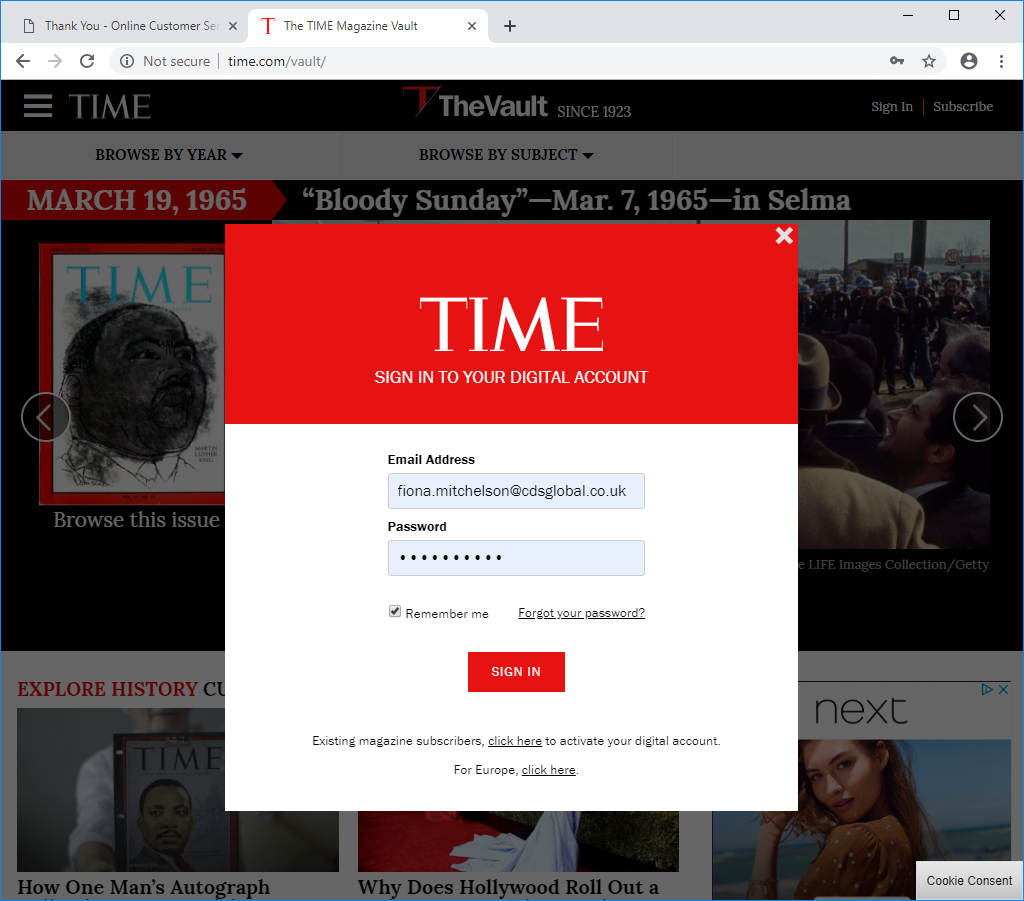 Thank You - Online Customer Ser
The TIME Magazine Vault
Not secure
time.com/vault/
TIME
TheVault SINCE 1923
Sign In
Subscribe
BROWSE BY YEAR
BROWSE BY SUBJECT
MARCH 19, 1965
“Bloody Sunday”—Mar. 7, 1965—in Selma
TIME
MARTIN
LUTHER
KING
Browse this issue
TIME
SIGN IN TO YOUR DIGITAL ACCOUNT
Email Address
fiona.mitchelson@cdsglobal.co.uk
Password
Remember me
Forgot your password?
SIGN IN
Existing magazine subscribers, click here to activate your digital account.
For Europe, click here.
e LIFE Images Collection/Getty
EXPLORE HISTORY CU
TIME
How One Man’s Autograph
Why Does Hollywood Roll Out a
next
Cookie Consent